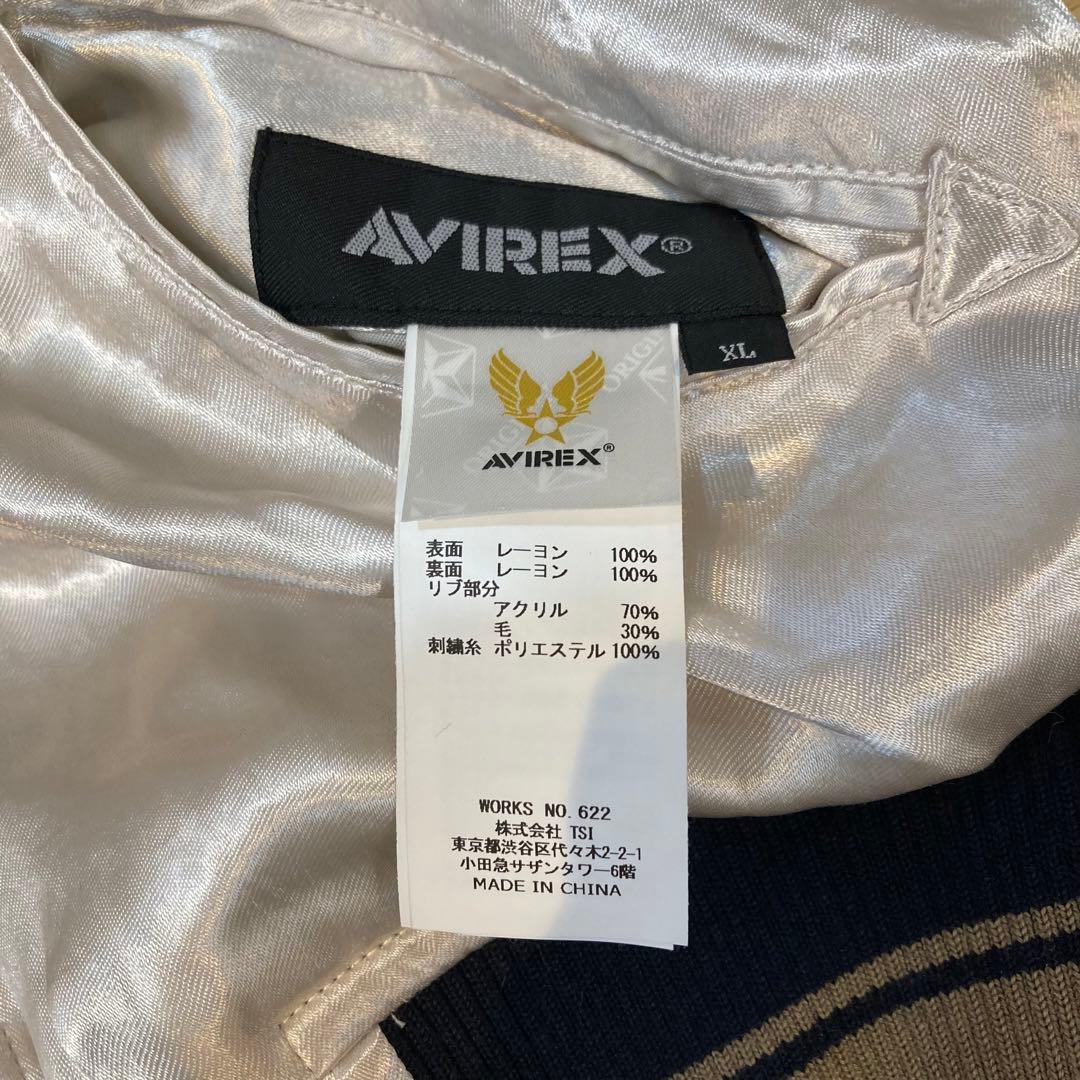 AVIREX®
XL
ORIGI
ORIGI
AVIREX®
表面 レーヨン 100%
裏面 レーヨン 100%
リブ部分
アクリル 70%
毛 30%
刺繍糸 ポリエステル 100%
WORKS NO. 622
株式会社 TSI
東京都渋谷区代々木2-2-1
小田急サザンタワー6階
MADE IN CHINA